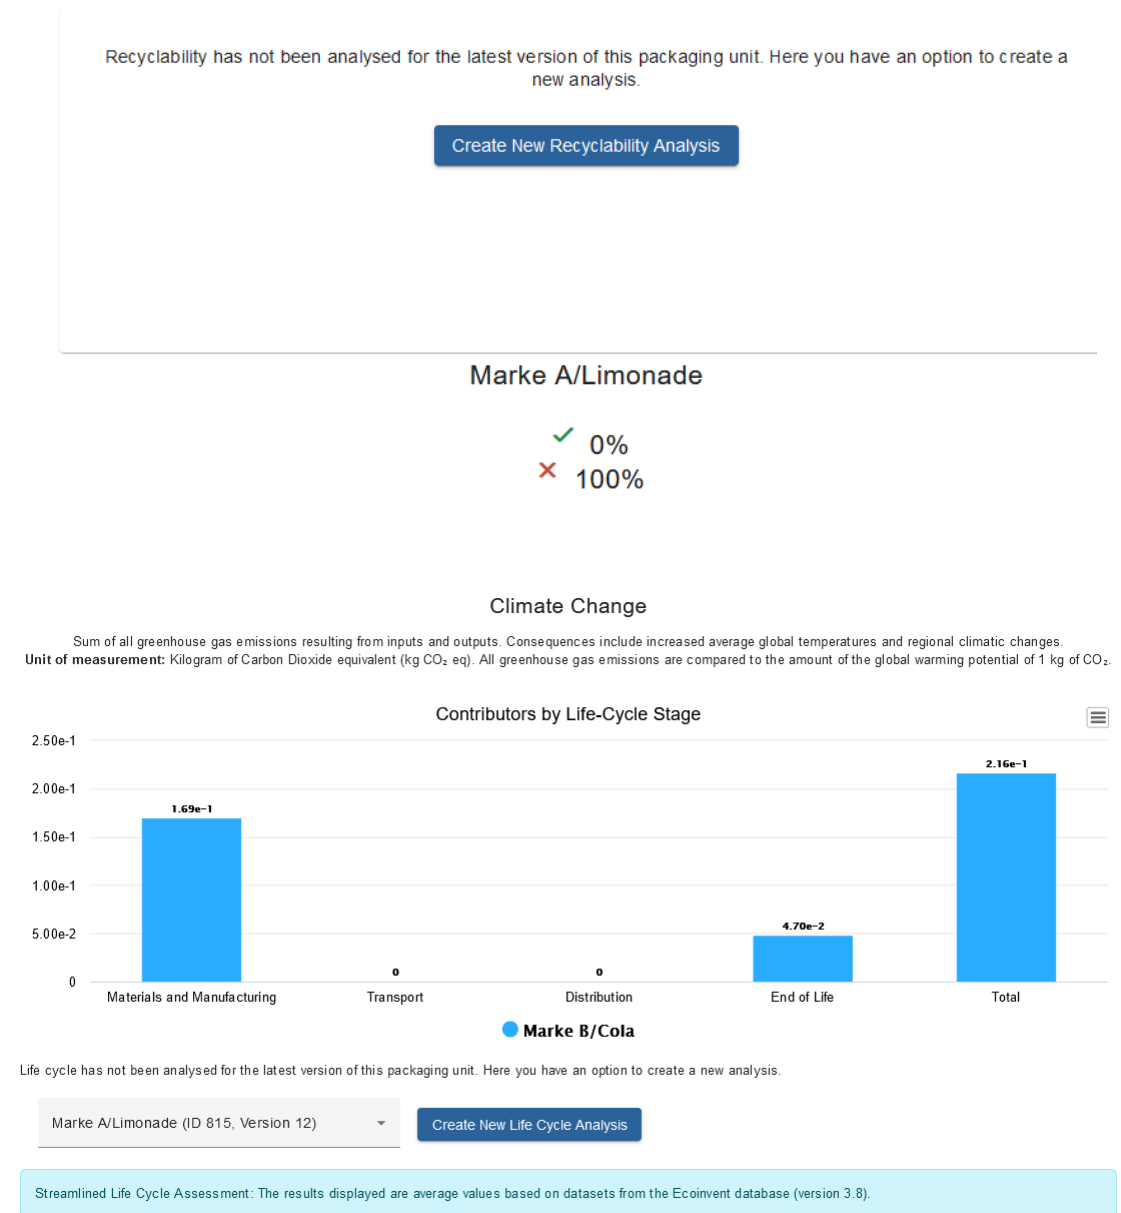 Recyclability has not been analysed for the latest version of this packaging unit. Here you have an option to create a
new analysis.
Create New Recyclability Analysis
Marke A/Limonade
0%
100%
Climate Change
Sum of all greenhouse gas emissions resulting from inputs and outputs. Consequences include increased average global temperatures and regional climatic changes.
Unit of measurement: Kilogram of Carbon Dioxide equivalent (kg CO₂ eq). All greenhouse gas emissions are compared to the amount of the global warming potential of 1 kg of CO₂.
Contributors by Life-Cycle Stage
2.50e-1
2.00e-1
1.50e-1
1.00e-1
5.00e-2
0
1.69e-1
0
0
4.70e-2
2.16e-1
Materials and Manufacturing
Transport
Distribution
End of Life
Total
Marke B/Cola
Life cycle has not been analysed for the latest version of this packaging unit. Here you have an option to create a new analysis.
Marke A/Limonade (ID 815, Version 12)
Create New Life Cycle Analysis
Streamlined Life Cycle Assessment: The results displayed are average values based on datasets from the Ecoinvent database (version 3.8).